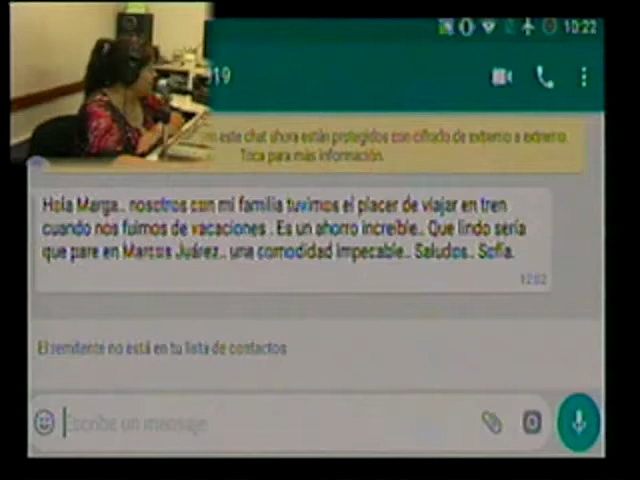 10:22
19
este chat ahora están protegidos con cifrado de extremo a extremo.
Toca para más información.
Hola Marga.. nosotros con mi familia tuvimos el placer de viajar en tren
cuando nos fuimos de vacaciones . Es un ahorro increíble.. Que lindo sería
que pare en Marcos Juárez.. una comodidad impecable.. Saludos.. Sofía.
12:02
El remitente no está en tu lista de contactos
Escribe un mensaje